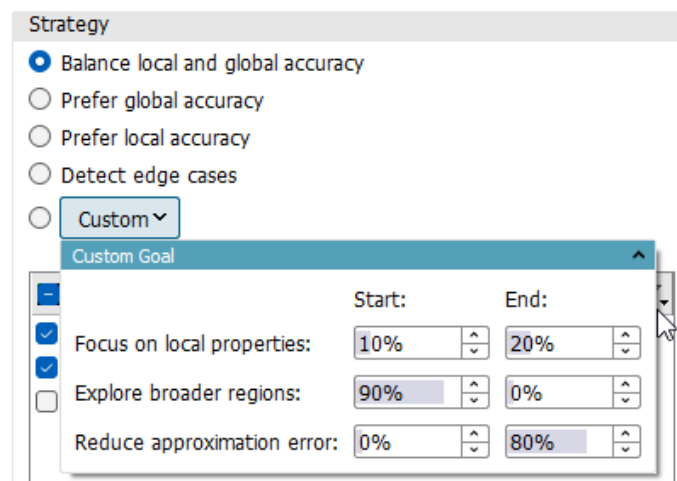 Strategy
Balance local and global accuracy
Prefer global accuracy
Prefer local accuracy
Detect edge cases
Custom
Custom Goal
Start: End:
Focus on local properties: 10% 20%
Explore broader regions: 90% 0%
Reduce approximation error: 0% 80%